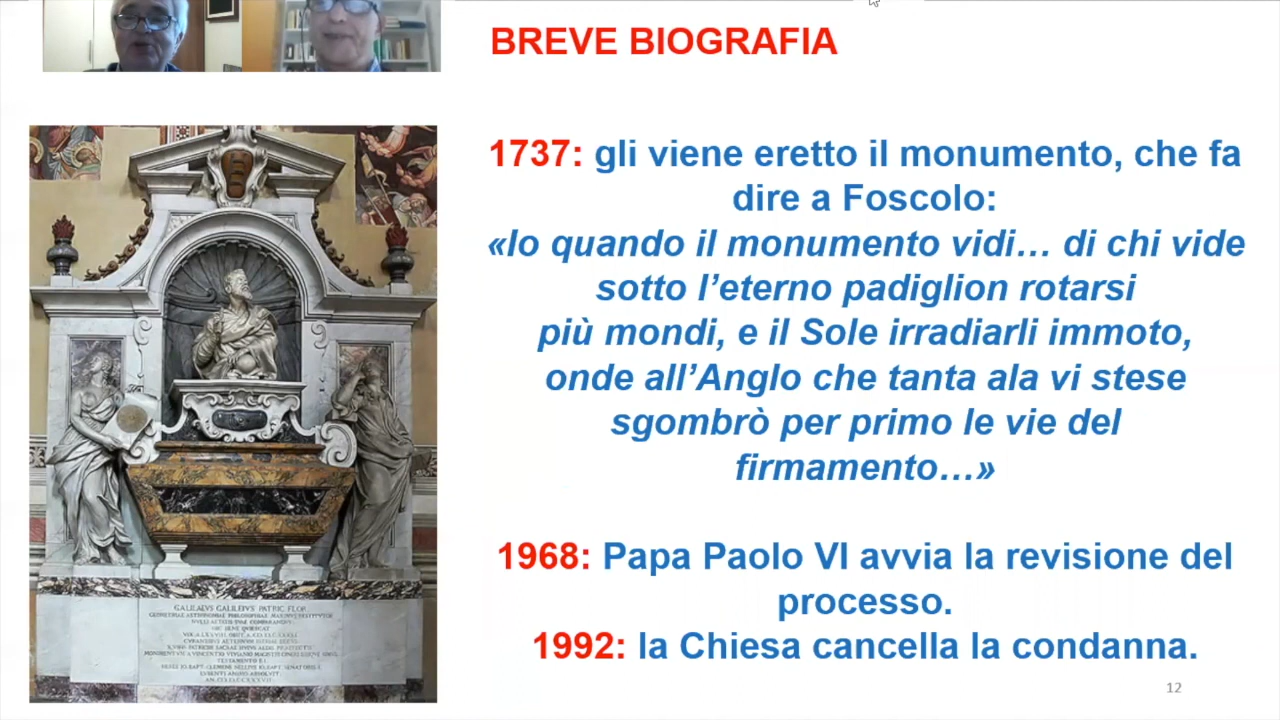 BREVE BIOGRAFIA
1737: gli viene eretto il monumento, che fa
dire a Foscolo:
«Io quando il monumento vidi… di chi vide
sotto l’eterno padiglion rotarsi
più mondi, e il Sole irradiarli immoto,
onde all’Anglo che tanta ala vi stese
sgombrò per primo le vie del
firmamento…»
1968: Papa Paolo VI avvia la revisione del
processo.
1992: la Chiesa cancella la condanna.
GALILAEVS GALILEIVS PATRIC. FLOR.
TESTAMENTO F.I.
12